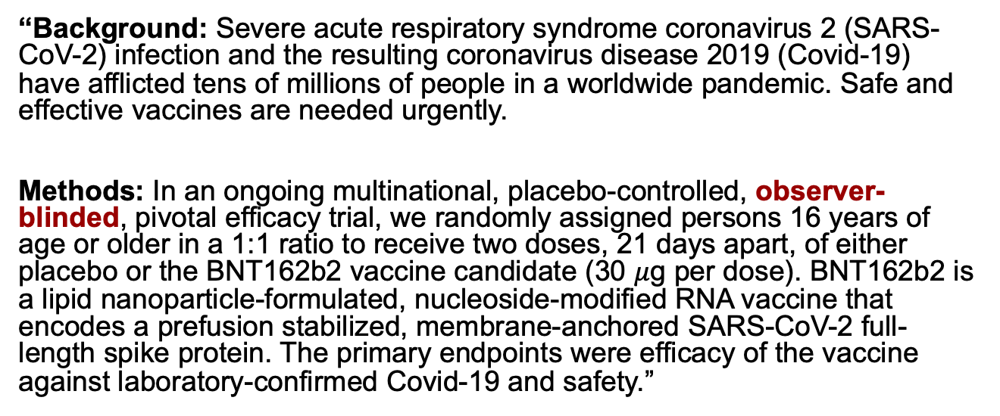 “Background: Severe acute respiratory syndrome coronavirus 2 (SARS-
CoV-2) infection and the resulting coronavirus disease 2019 (Covid-19)
have afflicted tens of millions of people in a worldwide pandemic. Safe and
effective vaccines are needed urgently.
Methods: In an ongoing multinational, placebo-controlled, observer-
blinded, pivotal efficacy trial, we randomly assigned persons 16 years of
age or older in a 1:1 ratio to receive two doses, 21 days apart, of either
placebo or the BNT162b2 vaccine candidate (30 μg per dose). BNT162b2 is
a lipid nanoparticle-formulated, nucleoside-modified RNA vaccine that
encodes a prefusion stabilized, membrane-anchored SARS-CoV-2 full-
length spike protein. The primary endpoints were efficacy of the vaccine
against laboratory-confirmed Covid-19 and safety.”